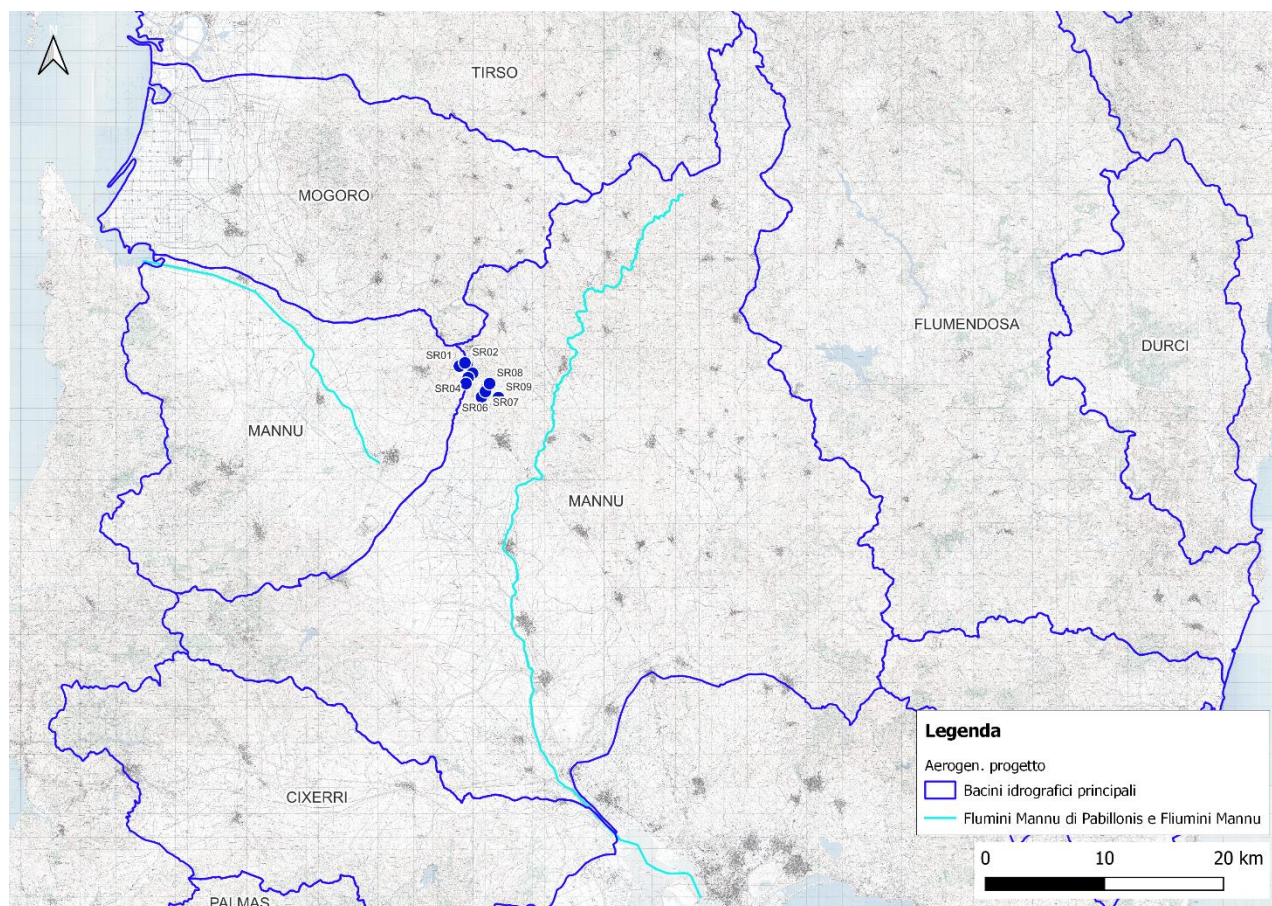 TIRSO
MOGORO
FLUMENDOSA
DURCI
SR01 SR02
SR08
SR04
SR09
SR06 SR07
MANNU
MANNU
CIXERRI
PALMAS
Legenda
Aerogen. progetto
Bacini idrografici principali
Flumini Mannu di Pabillonis e Fliumini Mannu
0 10 20 km